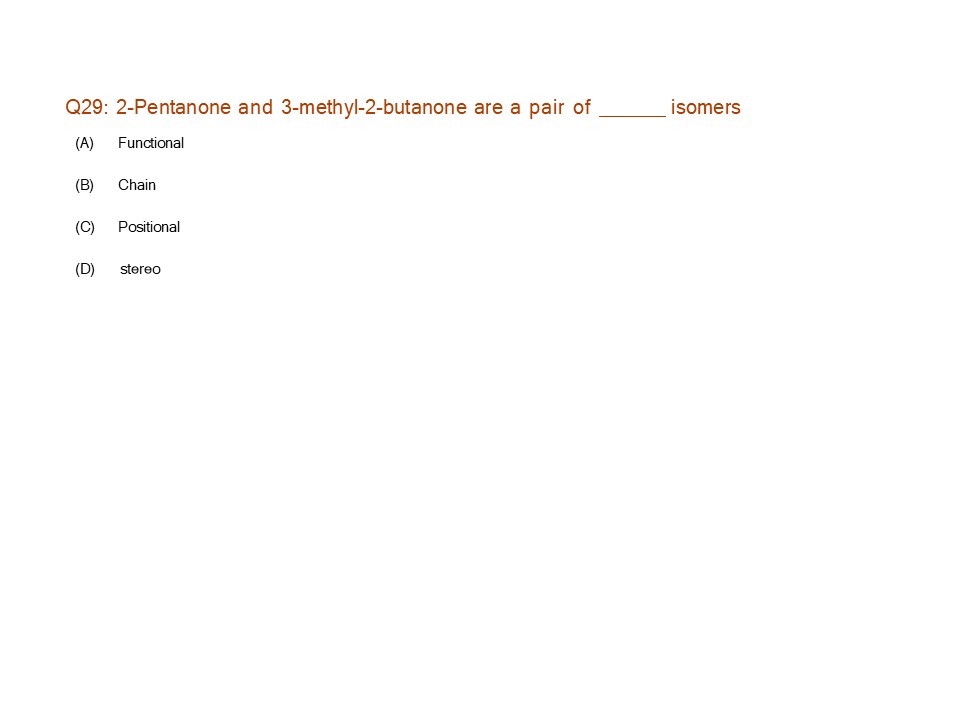 Q29: 2-Pentanone and 3-methyl-2-butanone are a pair of ______ isomers
(A) Functional
(B) Chain
(C) Positional
(D) stereo